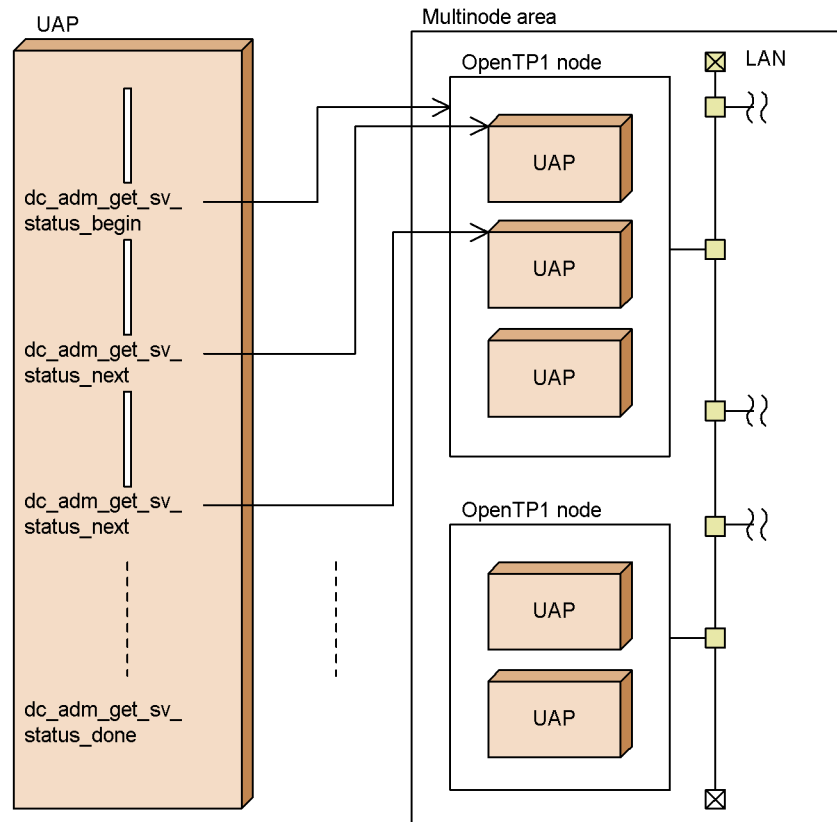 UAP
dc_adm_get_sv_
status_begin
dc_adm_get_sv_
status_next
dc_adm_get_sv_
status_next
dc_adm_get_sv_
status_done
Multinode area
OpenTP1 node
LAN
UAP
UAP
UAP
OpenTP1 node
UAP
UAP